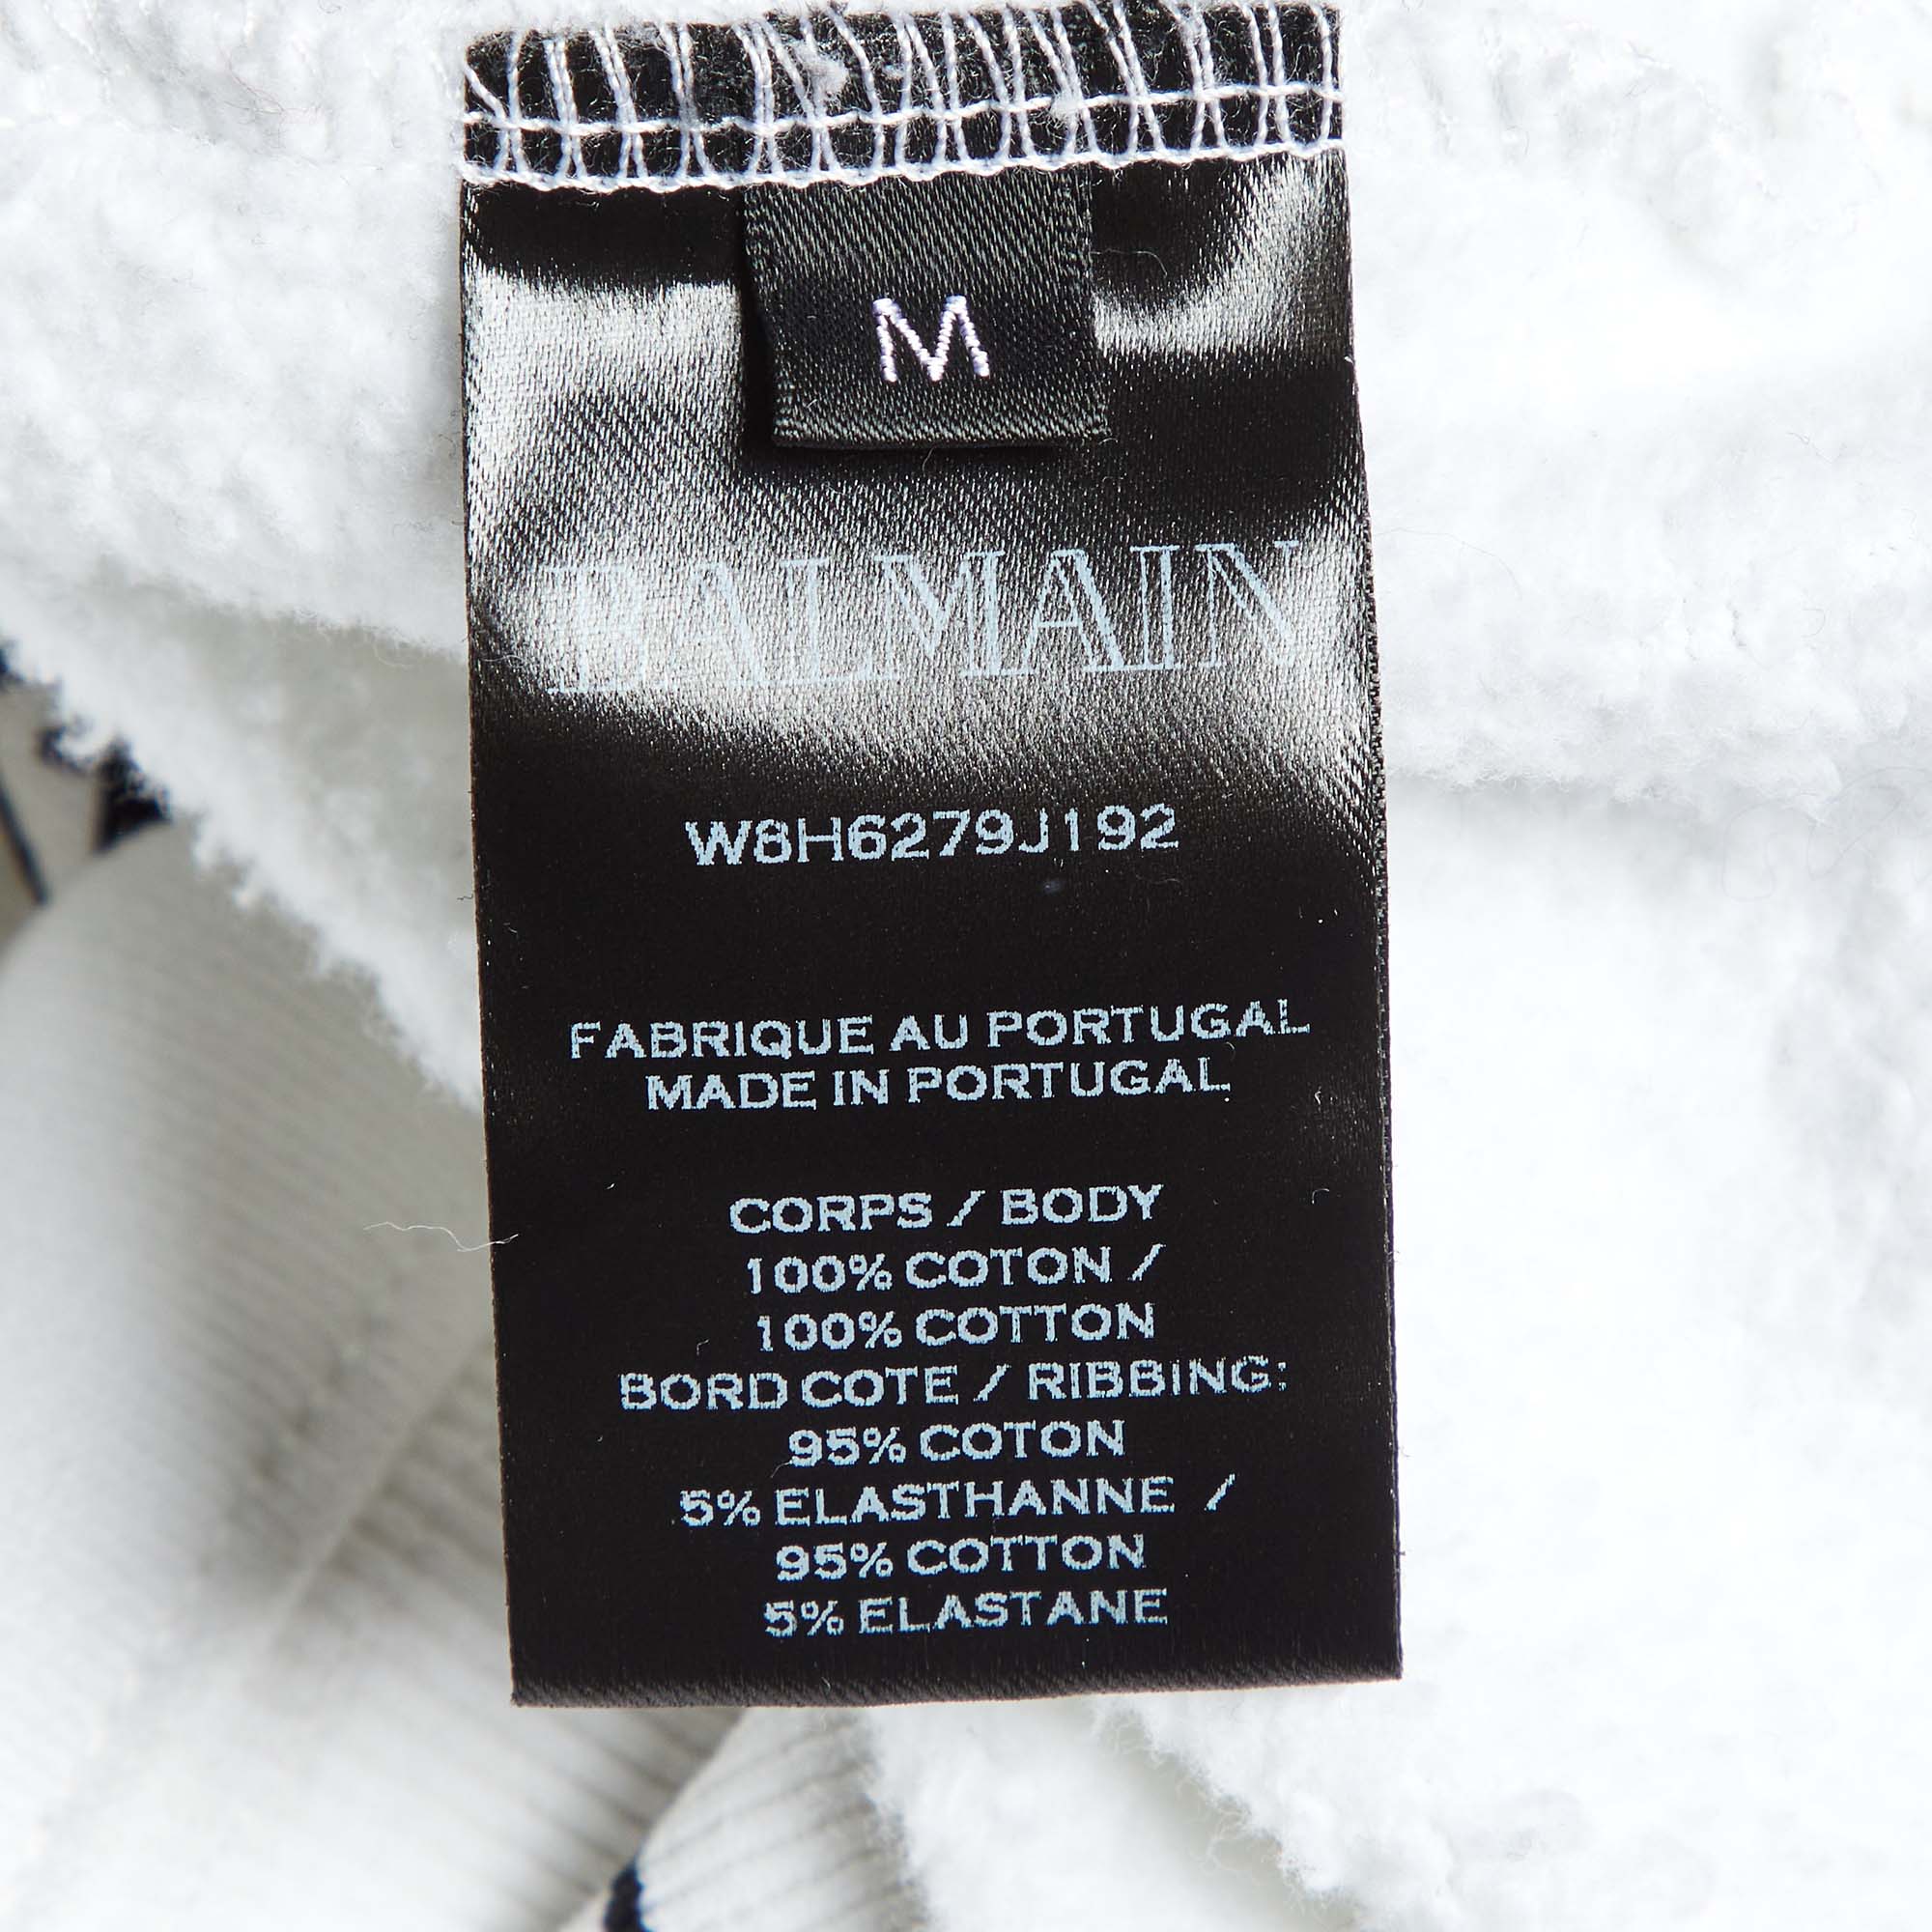 M
BALMAIN
W6H6279J192
FABRIQUE AU PORTUGAL
MADE IN PORTUGAL
CORPS / BODY
100% COTON /
100% COTTON
BORD COTE / RIBBING:
95% COTON
5% ELASTHANNE /
95% COTTON
5% ELASTANE